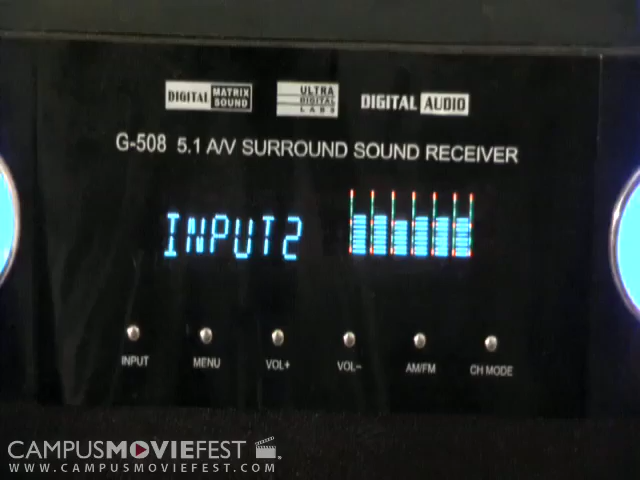 DIGITAL MATRIX SOUND
ULTRA DIGITAL LABS
DIGITAL AUDIO
G-508 5.1 A/V SURROUND SOUND RECEIVER
INPUT2
INPUT MENU VOL+ VOL- AM/FM CH MODE
CAMPUSMOVIEFEST
WWW.CAMPUSMOVIEFEST.COM